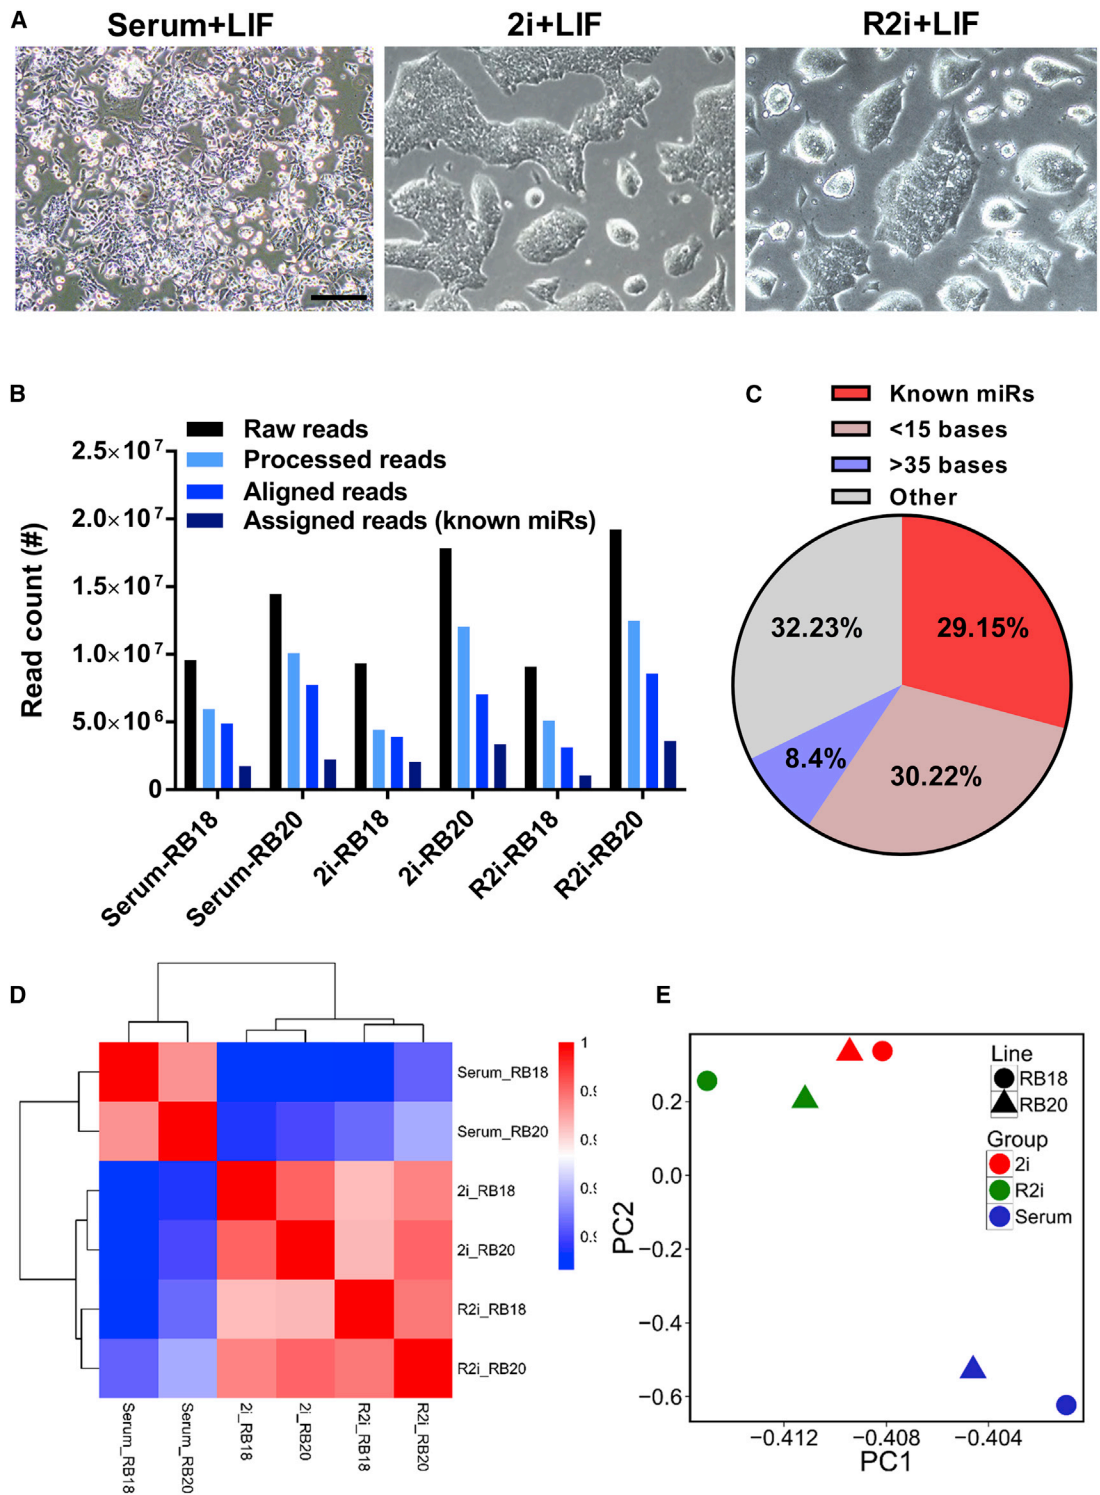 A
Serum+LIF
2i+LIF
R2i+LIF
B
Raw reads
Processed reads
Aligned reads
Assigned reads (known miRs)
Read count (#)
2.5×10⁷
2.0×10⁷
1.5×10⁷
1.0×10⁷
5.0×10⁶
0
Serum-RB18
Serum-RB20
2i-RB18
2i-RB20
R2i-RB18
R2i-RB20
C
Known miRs
<15 bases
>35 bases
Other
32.23%
29.15%
8.4%
30.22%
D
1
Serum_RB18
Serum_RB20
2i_RB18
2i_RB20
R2i_RB18
R2i_RB20
Serum_RB18
Serum_RB20
2i_RB18
2i_RB20
R2i_RB18
R2i_RB20
E
Line
RB18
RB20
Group
2i
R2i
Serum
PC2
0.2
0.0
−0.2
−0.4
−0.6
−0.412
−0.408
−0.404
PC1